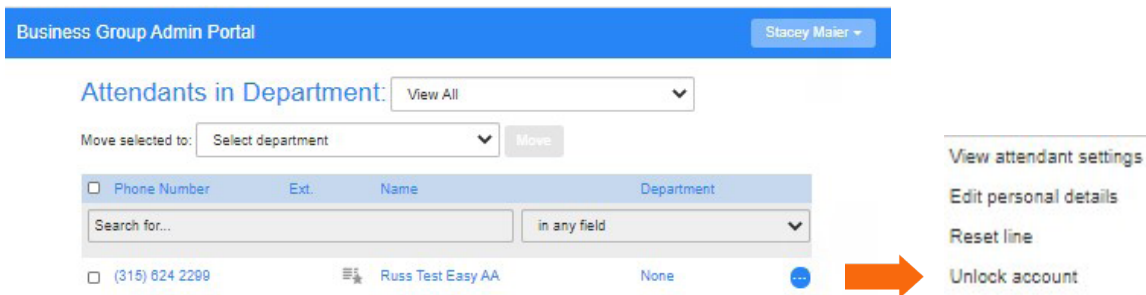 Business Group Admin Portal
Stacey Maier
Attendants in Department: View All
Move selected to: Select department Move
Phone Number Ext. Name Department
Search for... in any field
(315) 624 2299 Russ Test Easy AA None
View attendant settings
Edit personal details
Reset line
Unlock account